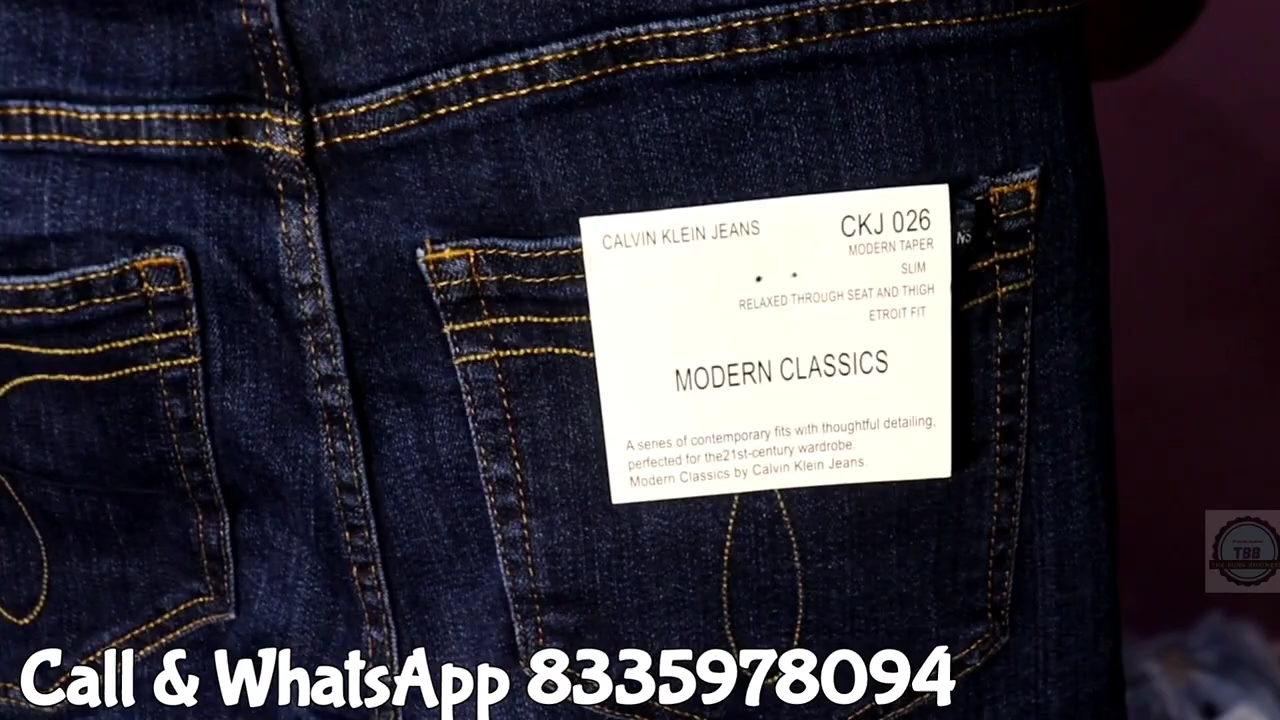 CALVIN KLEIN JEANS
CKJ 026
MODERN TAPER
SLIM
RELAXED THROUGH SEAT AND THIGH
ETROIT FIT
MODERN CLASSICS
A series of contemporary fits with thoughtful detailing,
perfected for the21st-century wardrobe
Modern Classics by Calvin Klein Jeans
NS
TBB
Call & WhatsApp 8335978094